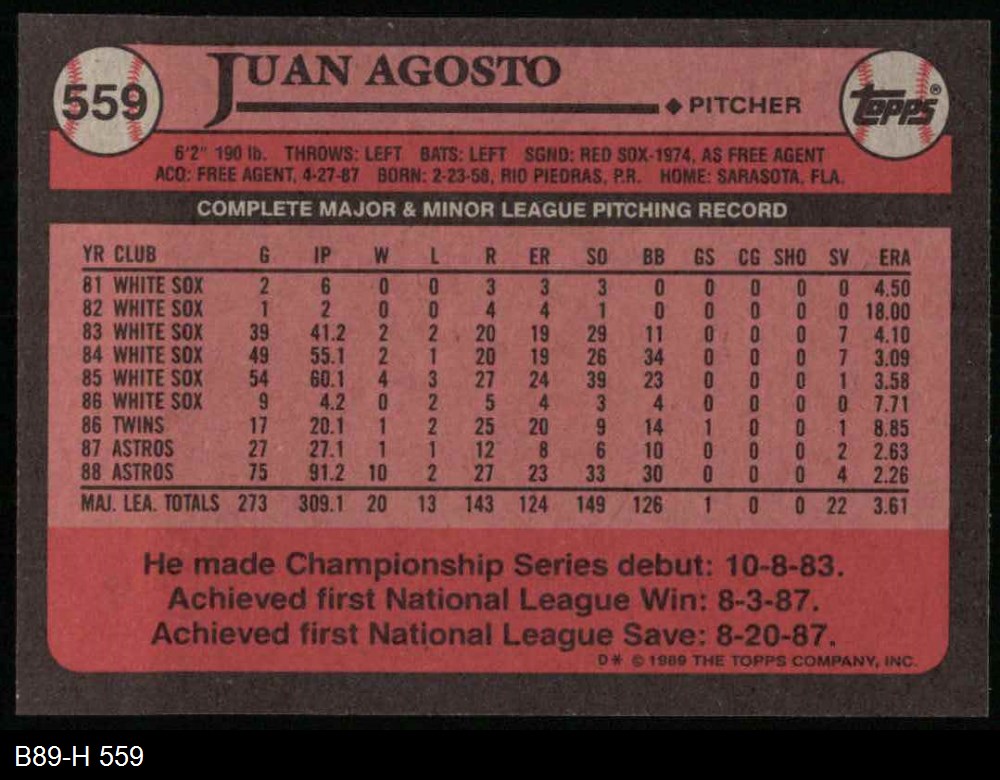 559
JUAN AGOSTO
◆ PITCHER
TOPPS®
6'2" 190 lb. THROWS: LEFT BATS: LEFT SGND: RED SOX-1974, AS FREE AGENT
ACQ: FREE AGENT, 4-27-87 BORN: 2-23-58, RIO PIEDRAS, P.R. HOME: SARASOTA, FLA.
COMPLETE MAJOR & MINOR LEAGUE PITCHING RECORD
YR CLUB G IP W L R ER SO BB GS CG SHO SV ERA
81 WHITE SOX 2 6 0 0 3 3 3 0 0 0 0 0 4.50
82 WHITE SOX 1 2 0 0 4 4 1 0 0 0 0 0 18.00
83 WHITE SOX 39 41.2 2 2 20 19 29 11 0 0 0 7 4.10
84 WHITE SOX 49 55.1 2 1 20 19 26 34 0 0 0 7 3.09
85 WHITE SOX 54 60.1 4 3 27 24 39 23 0 0 0 1 3.58
86 WHITE SOX 9 4.2 0 2 5 4 3 4 0 0 0 0 7.71
86 TWINS 17 20.1 1 2 25 20 9 14 1 0 0 1 8.85
87 ASTROS 27 27.1 1 1 12 8 6 10 0 0 0 2 2.63
88 ASTROS 75 91.2 10 2 27 23 33 30 0 0 0 4 2.26
MAJ. LEA. TOTALS 273 309.1 20 13 143 124 149 126 1 0 0 22 3.61
He made Championship Series debut: 10-8-83.
Achieved first National League Win: 8-3-87.
Achieved first National League Save: 8-20-87.
D* © 1989 THE TOPPS COMPANY, INC.
B89-H 559